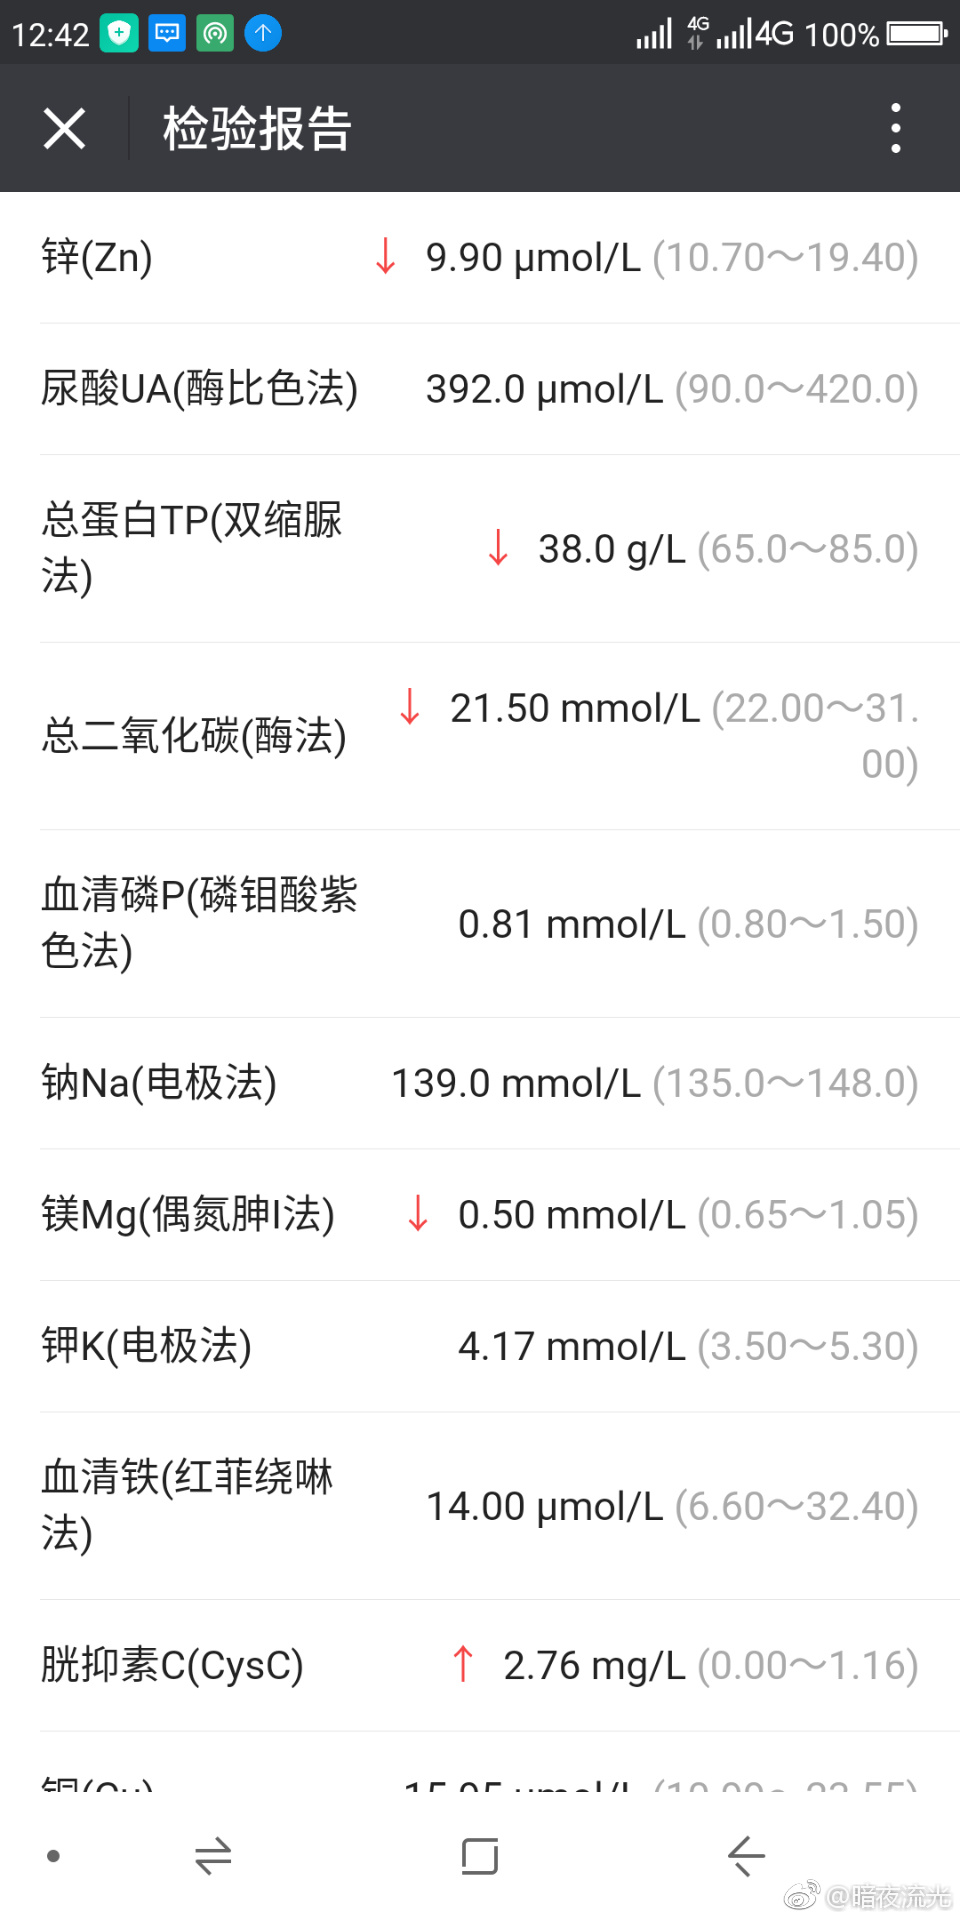 12:42 4G 4G 100%
检验报告
锌(Zn) ↓ 9.90 μmol/L (10.70～19.40)
尿酸UA(酶比色法) 392.0 μmol/L (90.0～420.0)
总蛋白TP(双缩脲
法) ↓ 38.0 g/L (65.0～85.0)
总二氧化碳(酶法) ↓ 21.50 mmol/L (22.00～31.
00)
血清磷P(磷钼酸紫
色法) 0.81 mmol/L (0.80～1.50)
钠Na(电极法) 139.0 mmol/L (135.0～148.0)
镁Mg(偶氮胂I法) ↓ 0.50 mmol/L (0.65～1.05)
钾K(电极法) 4.17 mmol/L (3.50～5.30)
血清铁(红菲绕啉
法) 14.00 μmol/L (6.60～32.40)
胱抑素C(CysC) ↑ 2.76 mg/L (0.00～1.16)
铜(Cu)
@暗夜流光